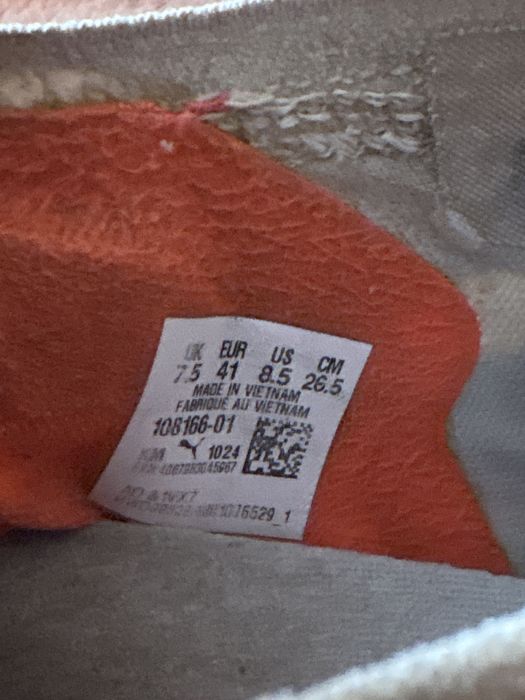 UK EUR US CM
7.5 41 8.5 26.5
MADE IN VIETNAM
FABRIQUE AU VIETNAM
108166-01
KM 1024